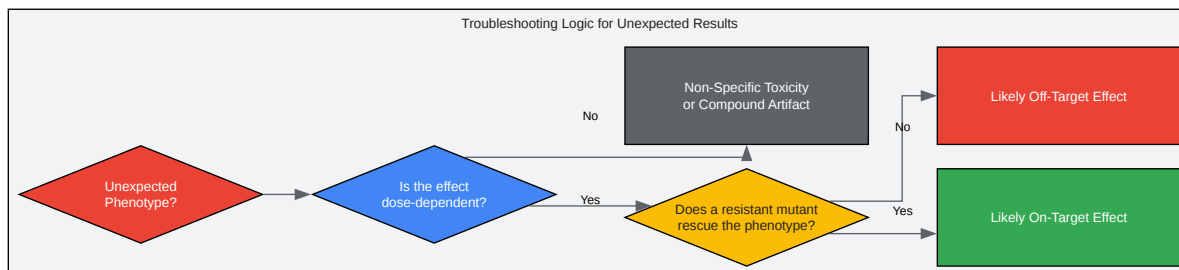 Troubleshooting Logic for Unexpected Results
Unexpected
Phenotype?
Is the effect
dose-dependent?
No
Non-Specific Toxicity
or Compound Artifact
Yes
Does a resistant mutant
rescue the phenotype?
No
Likely Off-Target Effect
Yes
Likely On-Target Effect